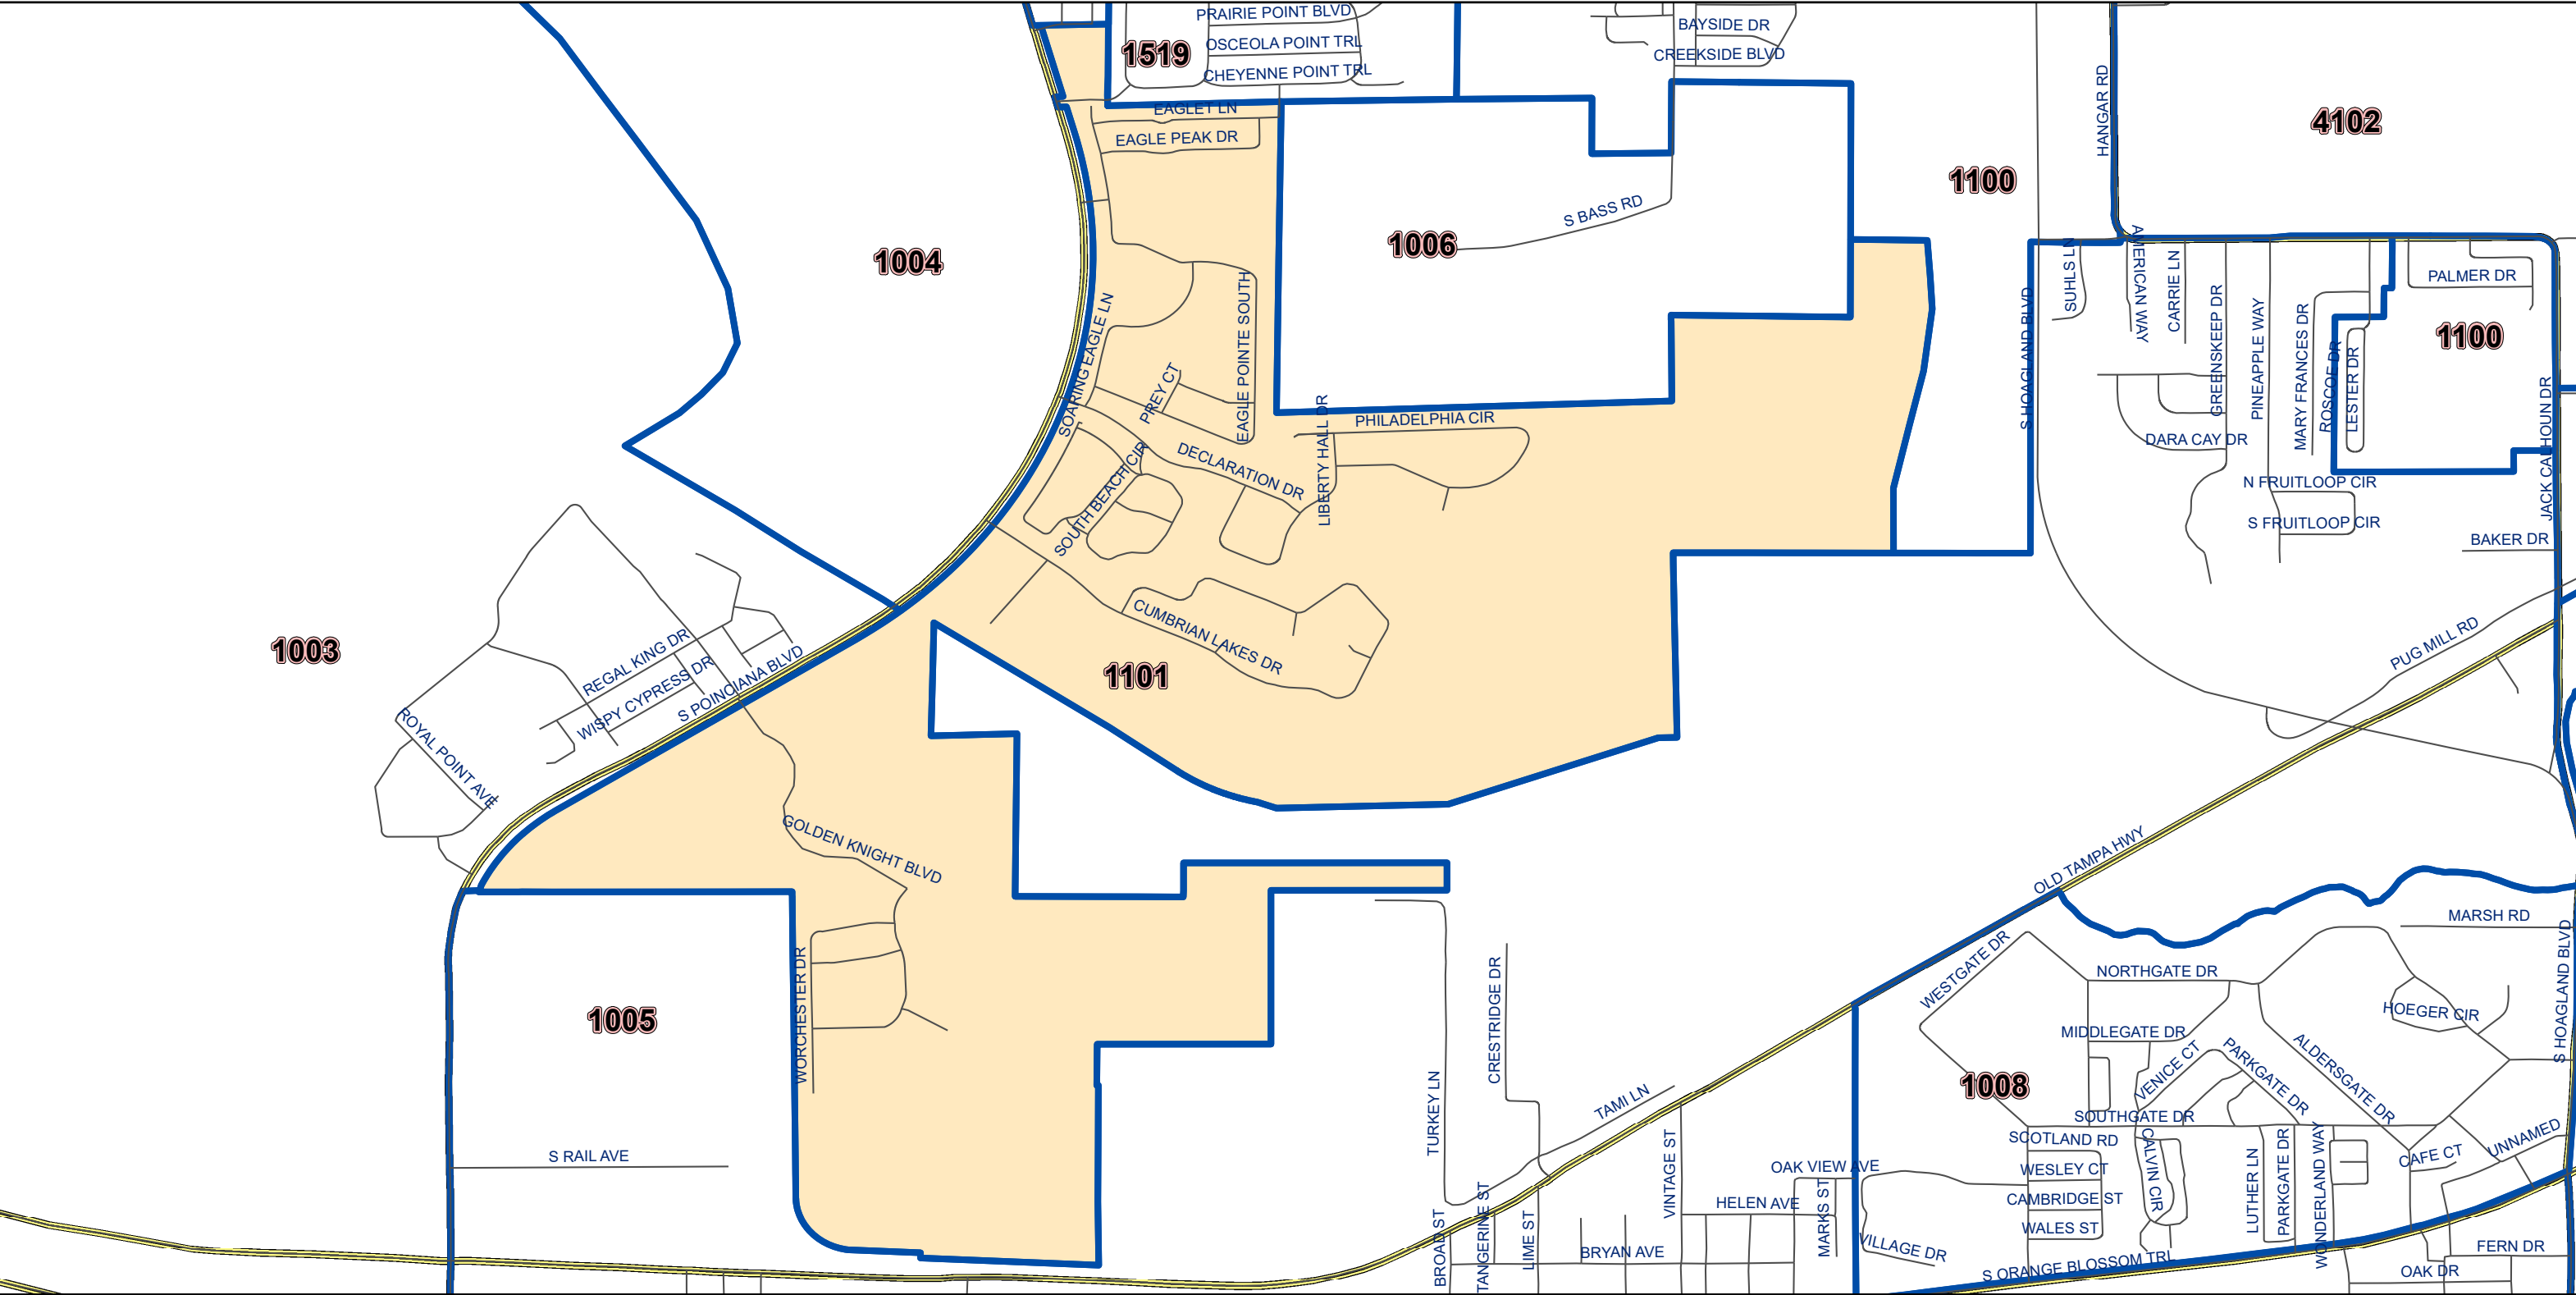 PRAIRIE POINT BLVD
BAYSIDE DR
OSCEOLA POINT TRL
1519
CREEKSIDE BLVD
CHEYENNE POINT TRL
HANGAR RD
EAGLET LN
4102
EAGLE PEAK DR
1100
S BASS RD
1006
1004
SUHLS LN
AMERICAN WAY
CARRIE LN
PALMER DR
SOARING EAGLE LN
EAGLE POINTE SOUTH
S HOAGLAND BLVD
GREENSKEEP DR
PINEAPPLE WAY
MARY FRANCES DR
ROSCOE DR
LESTER DR
1100
PREY CT
LIBERTY HALL DR
PHILADELPHIA CIR
JACK CALHOUN DR
DARA CAY DR
DECLARATION DR
SOUTH BEACH CIR
N FRUITLOOP CIR
S FRUITLOOP CIR
BAKER DR
CUMBRIAN LAKES DR
1003
REGAL KING DR
WISPY CYPRESS DR
S POINCIANA BLVD
1101
PUG MILL RD
ROYAL POINT AVE
GOLDEN KNIGHT BLVD
OLD TAMPA HWY
MARSH RD
WORCHESTER DR
CRESTRIDGE DR
WESTGATE DR
NORTHGATE DR
S HOAGLAND BLVD
1005
HOEGER CIR
MIDDLEGATE DR
VENICE CT
PARKGATE DR
ALDERSGATE DR
1008
TURKEY LN
TAMI LN
SOUTHGATE DR
SCOTLAND RD
CALVIN CIR
UNNAMED
S RAIL AVE
VINTAGE ST
OAK VIEW AVE
WESLEY CT
CAFE CT
LUTHER LN
PARKGATE DR
WONDERLAND WAY
HELEN AVE
MARKS ST
CAMBRIDGE ST
WALES ST
BROAD ST
TANGERINE ST
LIME ST
BRYAN AVE
VILLAGE DR
FERN DR
S ORANGE BLOSSOM TRL
OAK DR